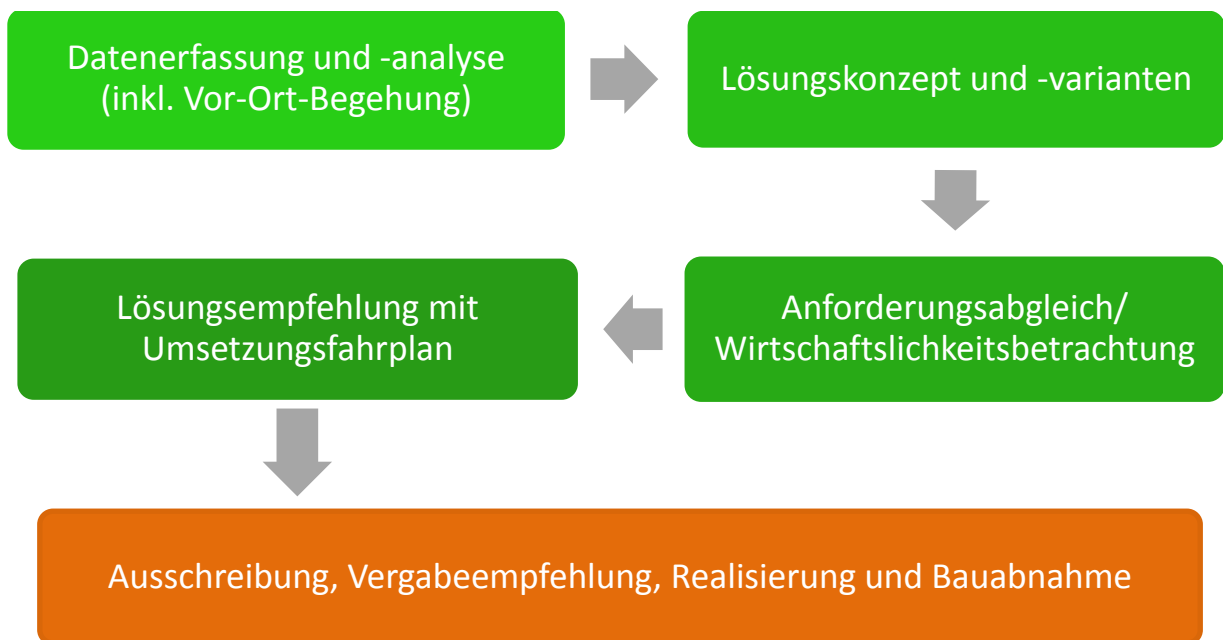 Datenerfassung und -analyse
(inkl. Vor-Ort-Begehung)
Lösungskonzept und -varianten
Anforderungsabgleich/
Wirtschaftslichkeitsbetrachtung
Lösungsempfehlung mit
Umsetzungsfahrplan
Ausschreibung, Vergabeempfehlung, Realisierung und Bauabnahme